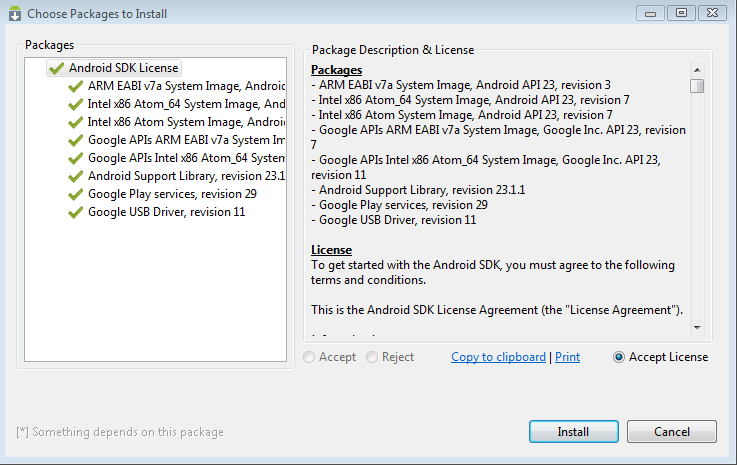 Choose Packages to Install
Packages
Android SDK License
ARM EABI v7a System Image, Androi
Intel x86 Atom_64 System Image, And
Intel x86 Atom System Image, Androi
Google APIs ARM EABI v7a System Im
Google APIs Intel x86 Atom_64 System
Android Support Library, revision 23.1
Google Play services, revision 29
Google USB Driver, revision 11
Package Description & License
Packages
- ARM EABI v7a System Image, Android API 23, revision 3
- Intel x86 Atom_64 System Image, Android API 23, revision 7
- Intel x86 Atom System Image, Android API 23, revision 7
- Google APIs ARM EABI v7a System Image, Google Inc. API 23, revision
7
- Google APIs Intel x86 Atom_64 System Image, Google Inc. API 23,
revision 11
- Android Support Library, revision 23.1.1
- Google Play services, revision 29
- Google USB Driver, revision 11
License
To get started with the Android SDK, you must agree to the following
terms and conditions.
This is the Android SDK License Agreement (the "License Agreement").
Accept Reject Copy to clipboard | Print Accept License
[*] Something depends on this package
Install Cancel